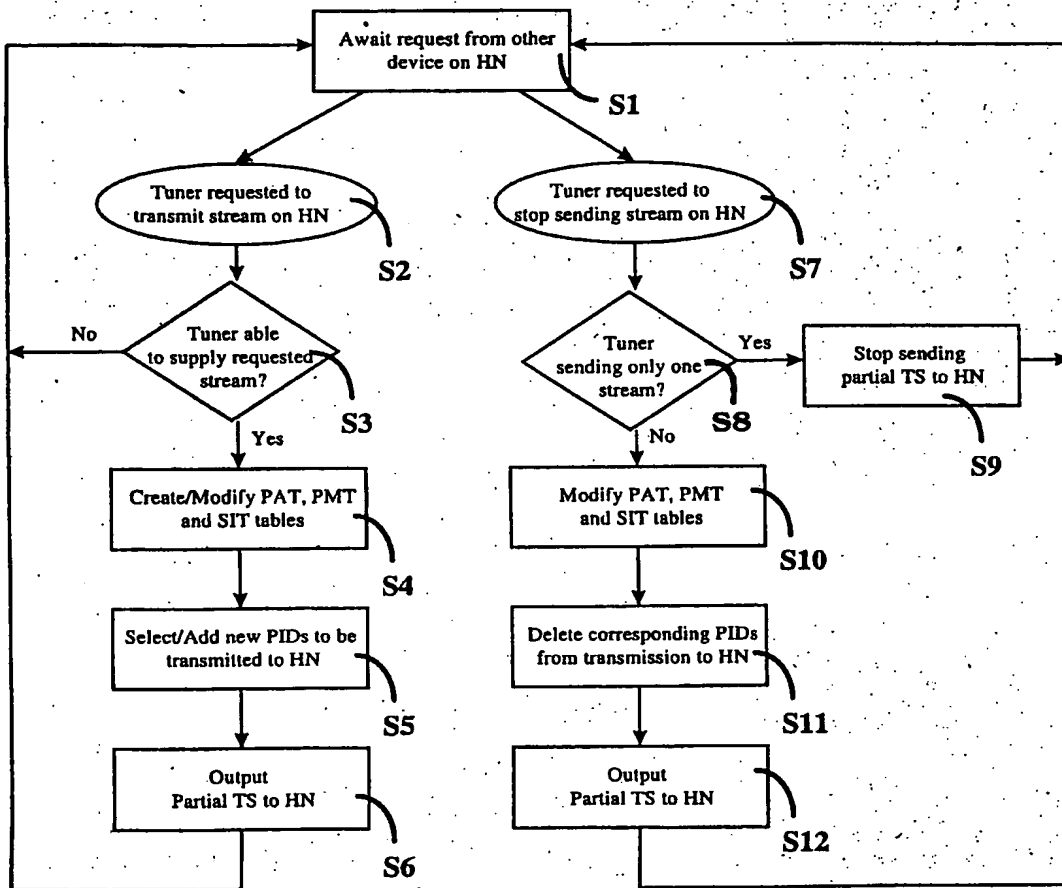 Await request from other
device on HN
S1
Tuner requested to
transmit stream on HN
S2
Tuner able
to supply requested
stream?
S3
No
Yes
Create/Modify PAT, PMT
and SIT tables
S4
Select/Add new PIDs to be
transmitted to HN
S5
Output
Partial TS to HN
S6
Tuner requested to
stop sending stream on HN
S7
Tuner
sending only one
stream?
S8
Yes
No
Stop sending
partial TS to HN
S9
Modify PAT, PMT
and SIT tables
S10
Delete corresponding PIDs
from transmission to HN
S11
Output
Partial TS to HN
S12